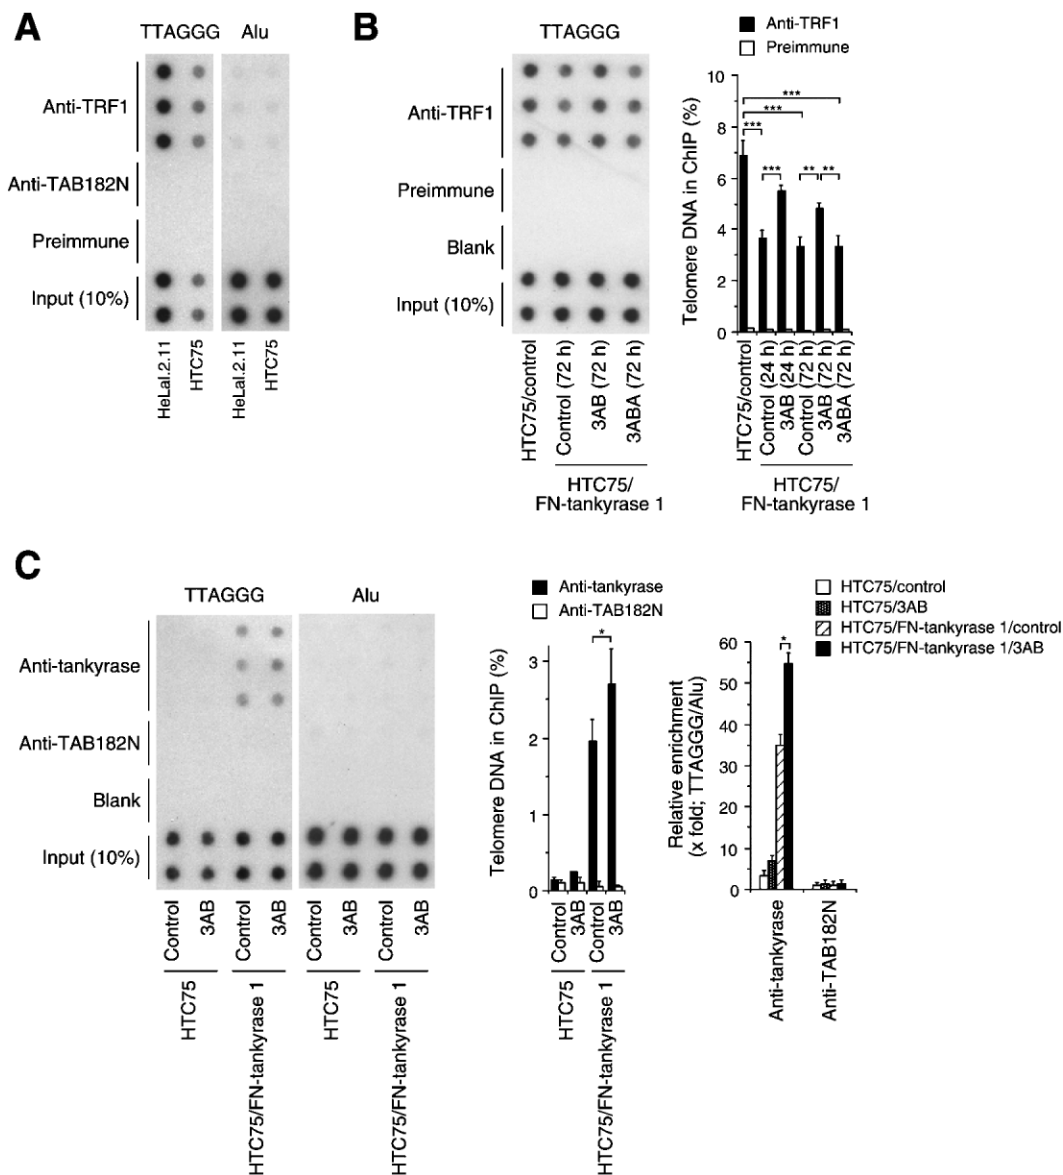 A
TTAGGG Alu
Anti-TRF1
Anti-TAB182N
Preimmune
Input (10%)
HeLaI.2.11
HTC75
HeLaI.2.11
HTC75
B
TTAGGG
Anti-TRF1
Preimmune
Blank
Input (10%)
HTC75/control
Control (72 h)
3AB (72 h)
3ABA (72 h)
HTC75/
FN-tankyrase 1
Anti-TRF1
Preimmune
Telomere DNA in ChIP (%)
10
8
6
4
2
0
***
***
***
***
** **
HTC75/control
Control (24 h)
3AB (24 h)
Control (72 h)
3AB (72 h)
3ABA (72 h)
HTC75/
FN-tankyrase 1
C
TTAGGG Alu
Anti-tankyrase
Anti-TAB182N
Blank
Input (10%)
Control
3AB
Control
3AB
Control
3AB
Control
3AB
HTC75
HTC75/FN-tankyrase 1
HTC75
HTC75/FN-tankyrase 1
Anti-tankyrase
Anti-TAB182N
Telomere DNA in ChIP (%)
3
2
1
0
*
Control
3AB
Control
3AB
HTC75
HTC75/FN-tankyrase 1
HTC75/control
HTC75/3AB
HTC75/FN-tankyrase 1/control
HTC75/FN-tankyrase 1/3AB
Relative enrichment
(x fold; TTAGGG/Alu)
60
50
40
30
20
10
0
*
Anti-tankyrase
Anti-TAB182N